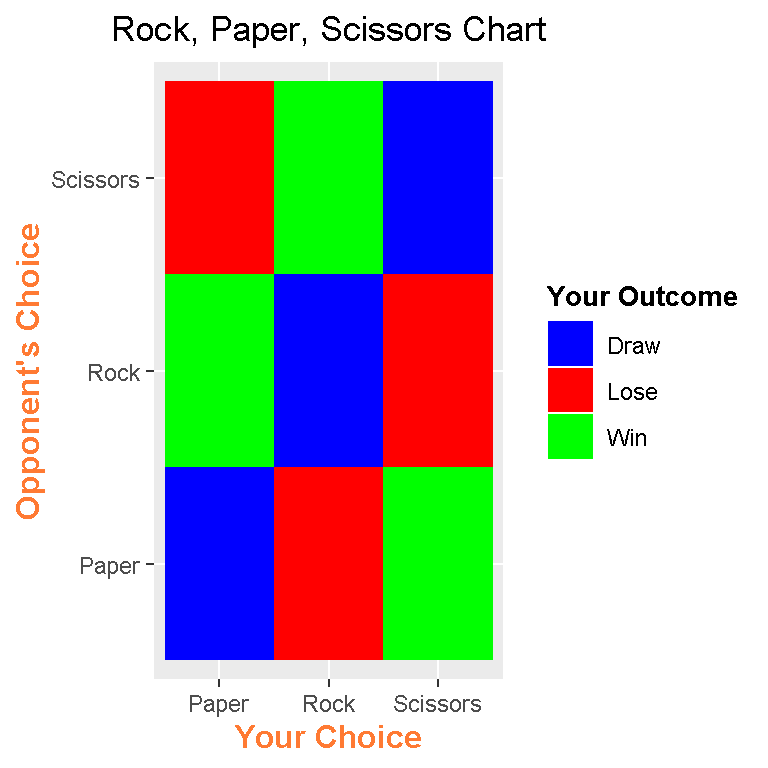 Rock, Paper, Scissors Chart
Opponent's Choice
Scissors
Rock
Paper
Paper Rock Scissors
Your Choice
Your Outcome
Draw
Lose
Win